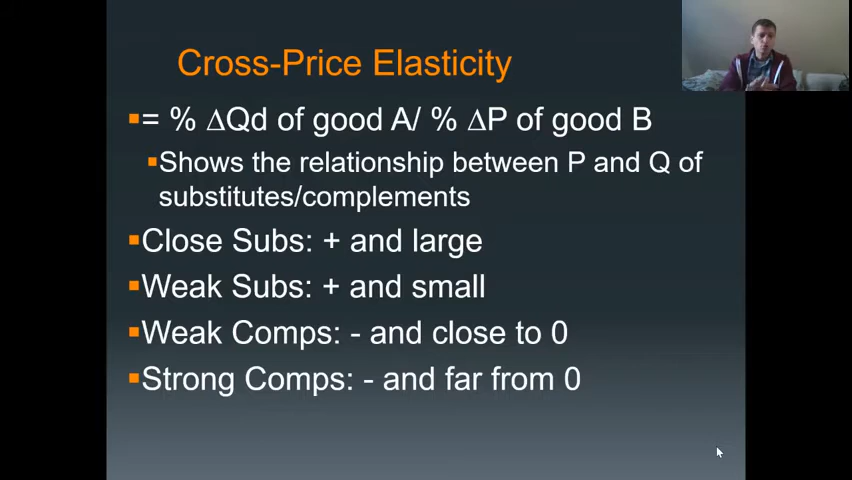 Cross-Price Elasticity
= % ∆Qd of good A/ % ∆P of good B
Shows the relationship between P and Q of
substitutes/complements
Close Subs: + and large
Weak Subs: + and small
Weak Comps: - and close to 0
Strong Comps: - and far from 0